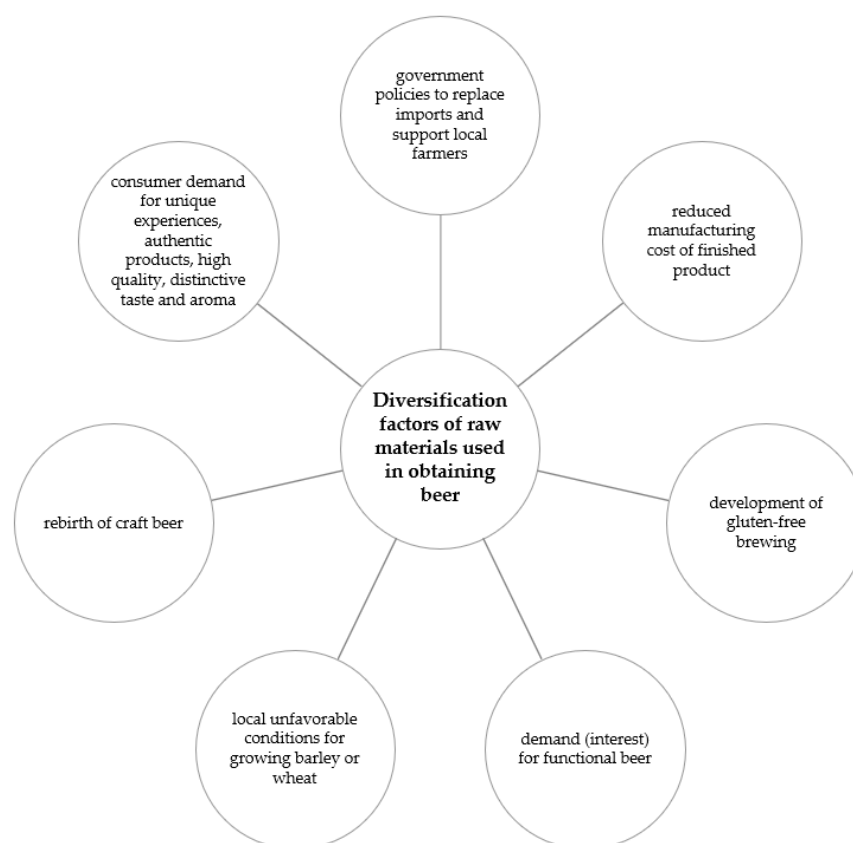 government
policies to replace
imports and
support local
farmers
consumer demand
for unique
experiences,
authentic
products, high
quality, distinctive
taste and aroma
reduced
manufacturing
cost of finished
product
Diversification
factors of raw
materials used
in obtaining
beer
rebirth of craft beer
development of
gluten-free
brewing
local unfavorable
conditions for
growing barley or
wheat
demand (interest)
for functional beer